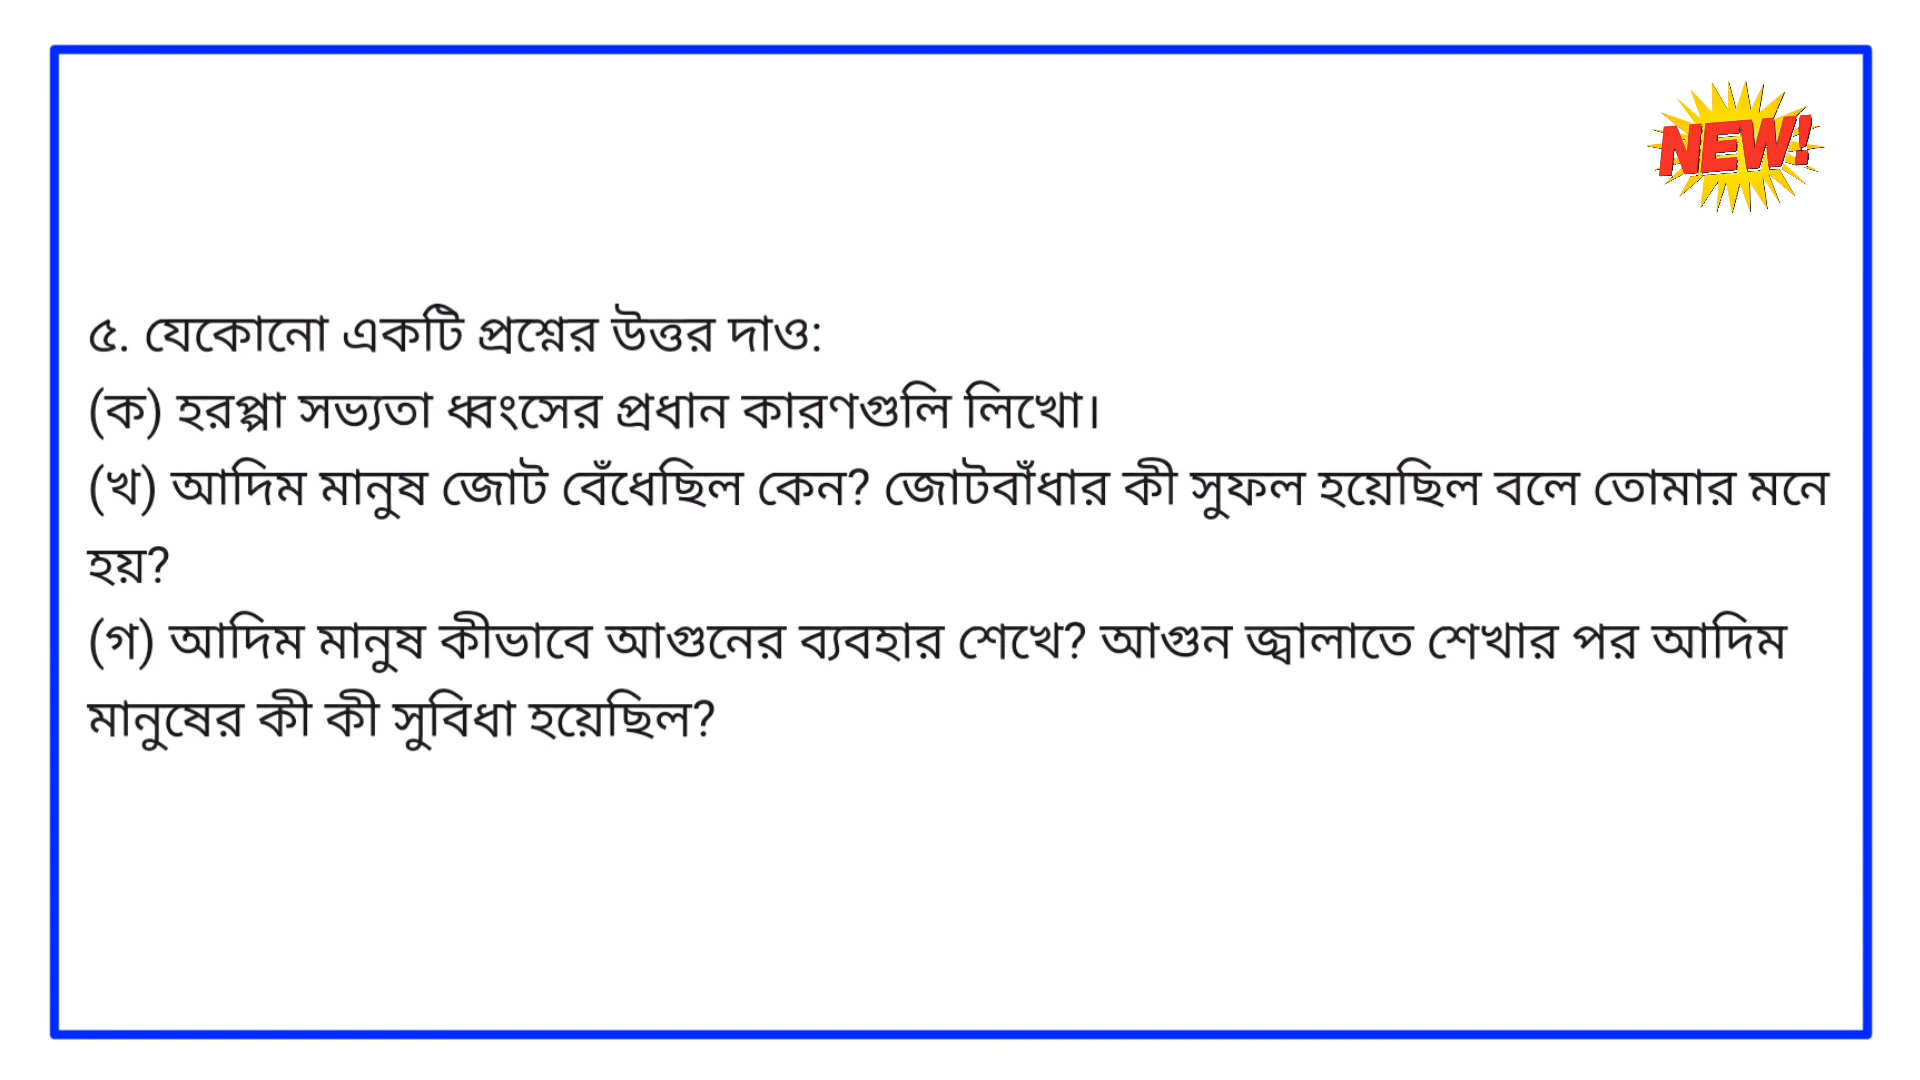 NEW!
৫. যেকোনো একটি প্রশ্নের উত্তর দাও:
(ক) হরপ্পা সভ্যতা ধ্বংসের প্রধান কারণগুলি লিখো।
(খ) আদিম মানুষ জোট বেঁধেছিল কেন? জোটবাঁধার কী সুফল হয়েছিল বলে তোমার মনে
হয়?
(গ) আদিম মানুষ কীভাবে আগুনের ব্যবহার শেখে? আগুন জ্বালাতে শেখার পর আদিম
মানুষের কী কী সুবিধা হয়েছিল?